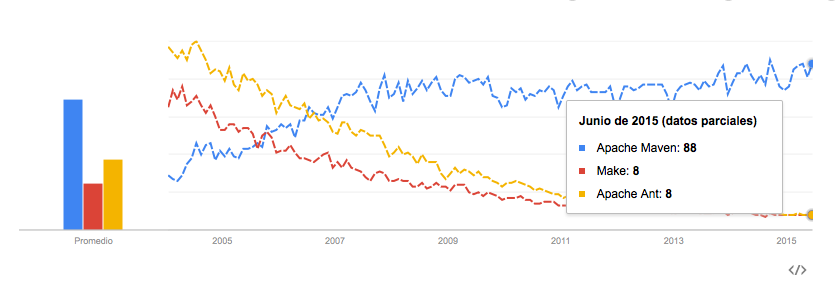 Junio de 2015 (datos parciales)
Apache Maven: 88
Make: 8
Apache Ant: 8
Promedio 2005 2007 2009 2011 2013 2015
</>